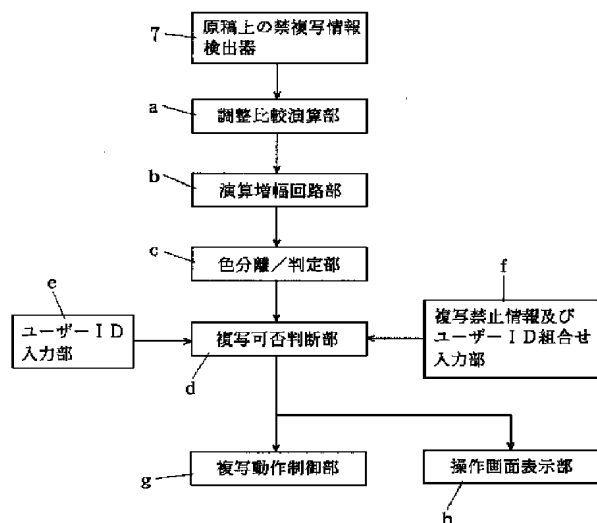 7
原稿上の禁複写情報
検出器
a
調整比較演算部
b
演算増幅回路部
c
色分離／判定部
e
ユーザーＩＤ
入力部
複写可否判断部
d
f
複写禁止情報及び
ユーザーＩＤ組合せ
入力部
g
複写動作制御部
操作画面表示部
h